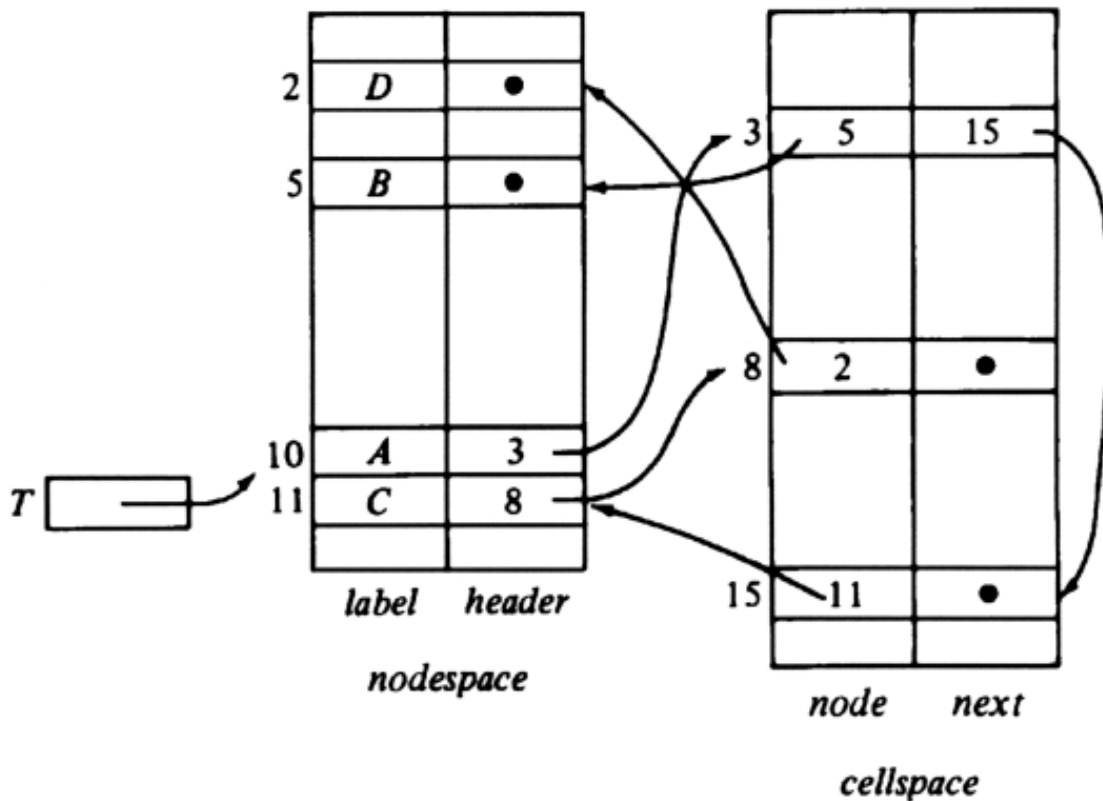 2 D ●
3 5 15
5 B ●
8 2 ●
10 A 3
T 11 C 8
15 11 ●
label header
nodespace
node next
cellspace